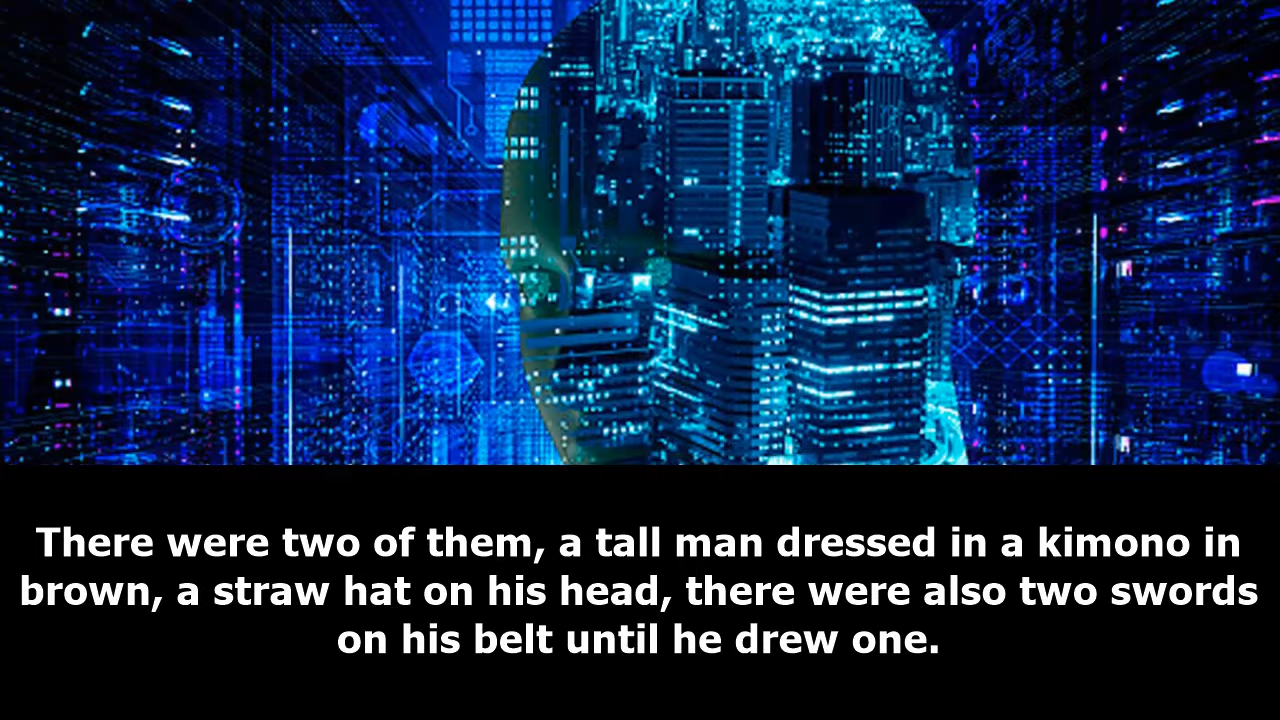 There were two of them, a tall man dressed in a kimono in
brown, a straw hat on his head, there were also two swords
on his belt until he drew one.